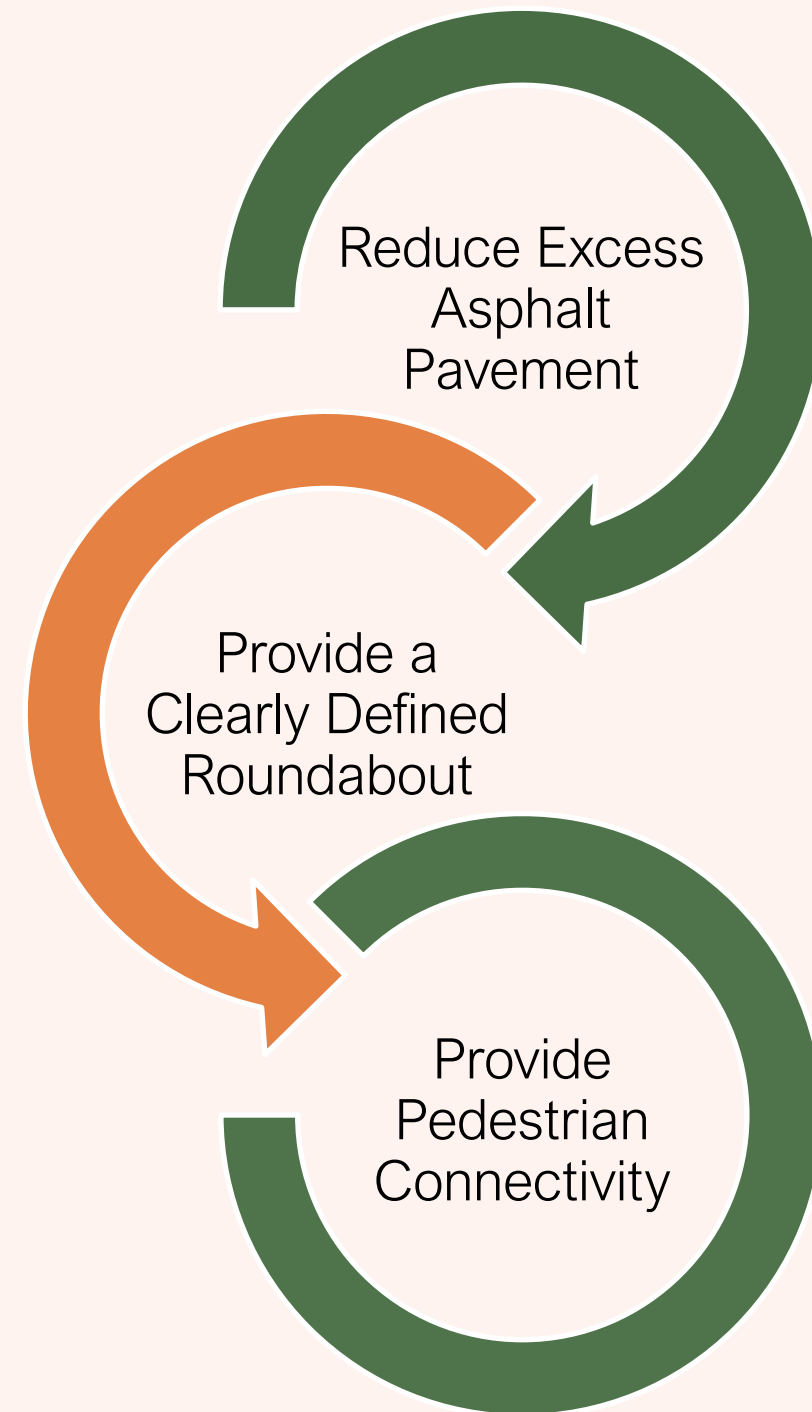 Reduce Excess
Asphalt
Pavement
Provide a
Clearly Defined
Roundabout
Provide
Pedestrian
Connectivity